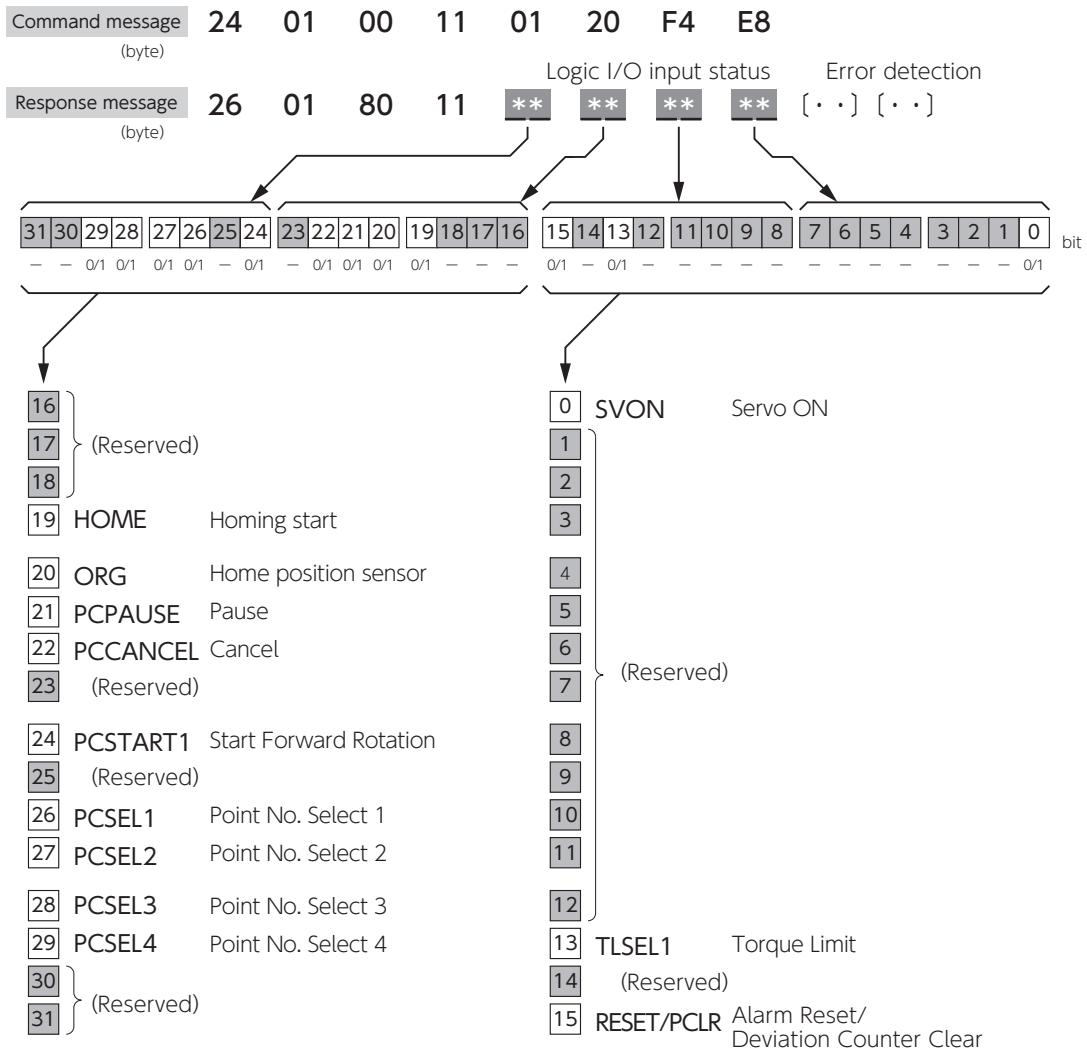 Command message 24 01 00 11 01 20 F4 E8
(byte)
Logic I/O input status Error detection
Response message 26 01 80 11 ** ** ** ** [··] [··]
(byte)
31 30 29 28 27 26 25 24 23 22 21 20 19 18 17 16 15 14 13 12 11 10 9 8 7 6 5 4 3 2 1 0 bit
– – 0/1 0/1 0/1 0/1 – 0/1 – 0/1 0/1 0/1 0/1 – – – 0/1 – 0/1 – – – – – – – – – – – – 0/1
16
17 (Reserved)
18
19 HOME Homing start
20 ORG Home position sensor
21 PCPAUSE Pause
22 PCCANCEL Cancel
23 (Reserved)
24 PCSTART1 Start Forward Rotation
25 (Reserved)
26 PCSEL1 Point No. Select 1
27 PCSEL2 Point No. Select 2
28 PCSEL3 Point No. Select 3
29 PCSEL4 Point No. Select 4
30
31 (Reserved)
0 SVON Servo ON
1
2
3
4
5
6
7 (Reserved)
8
9
10
11
12
13 TLSEL1 Torque Limit
14 (Reserved)
15 RESET/PCLR Alarm Reset/
Deviation Counter Clear